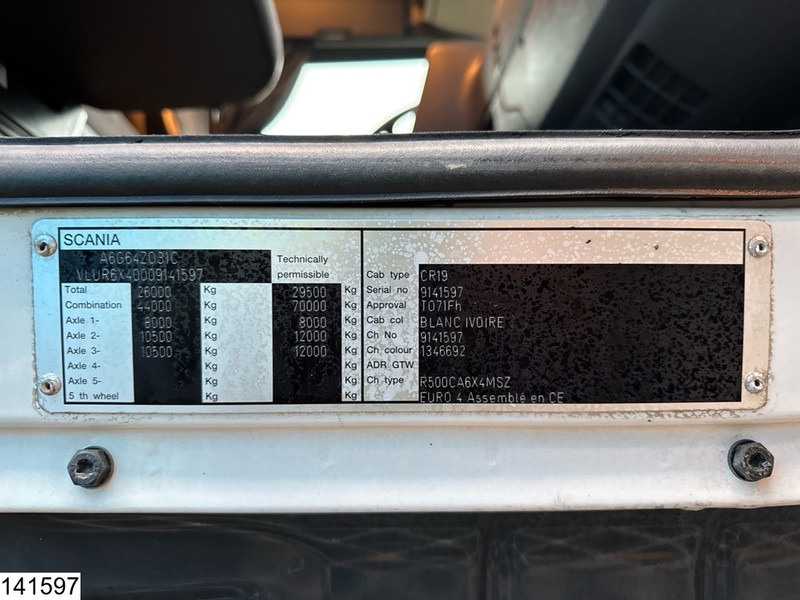 SCANIA
A6G64Z031C
VLUR6X40009141597
Technically
permissible
Total 26000 Kg 29500 Kg
Combination 44000 Kg 70000 Kg
Axle 1- 8000 Kg 8000 Kg
Axle 2- 10500 Kg 12000 Kg
Axle 3- 10500 Kg 12000 Kg
Axle 4- Kg Kg
Axle 5- Kg Kg
5 th wheel Kg Kg
Cab type CR19
Serial no 9141597
Approval T071Fh
Cab col BLANC IVOIRE
Ch No 9141597
Ch colour 1346692
ADR GTW
Ch type R500CA6X4MSZ
EURO 4 Assemblé en CE
141597